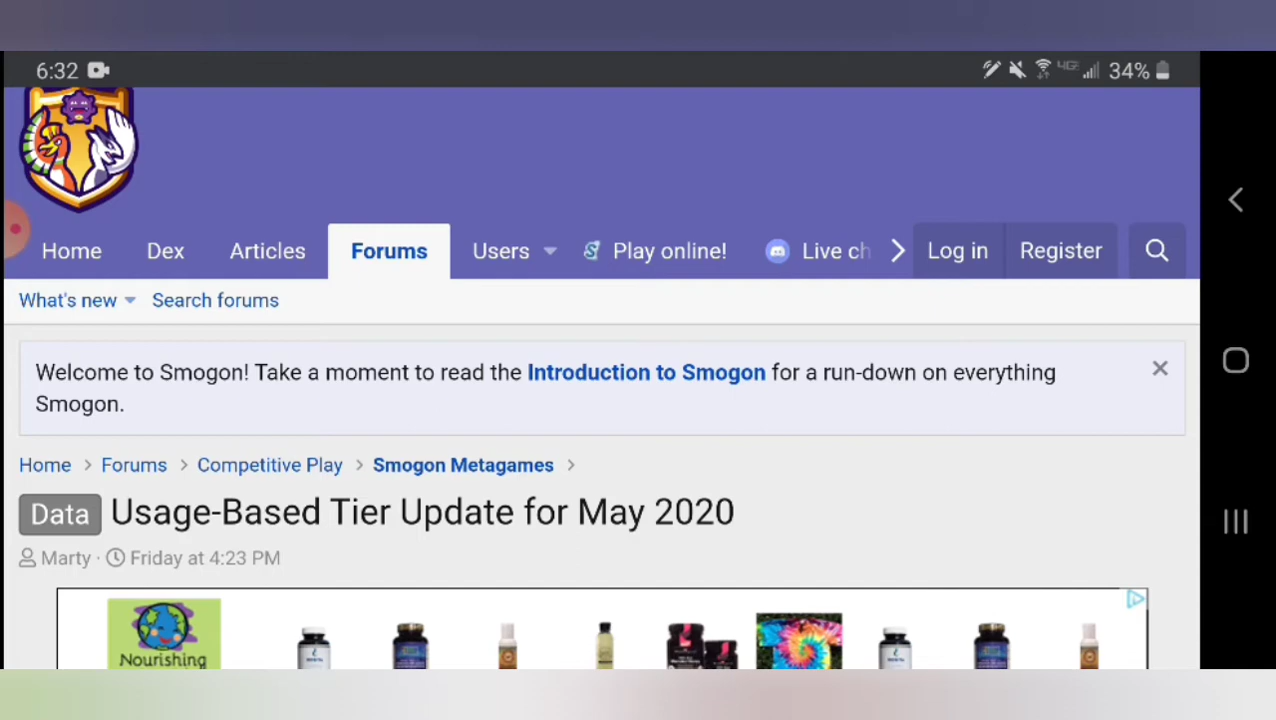 6:32 4GE 34%
Home Dex Articles Forums Users Play online! Live ch Log in Register
What's new Search forums
Welcome to Smogon! Take a moment to read the Introduction to Smogon for a run-down on everything
Smogon.
Home > Forums > Competitive Play > Smogon Metagames >
Data Usage-Based Tier Update for May 2020
Marty · Friday at 4:23 PM
Nourishing